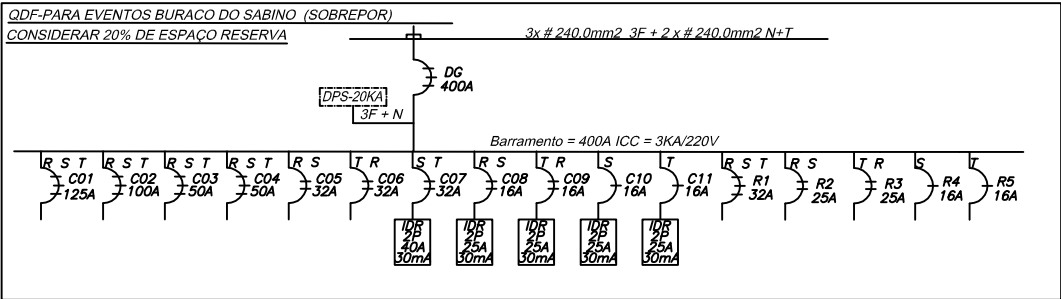 QDF-PARA EVENTOS BURACO DO SABINO (SOBREPOR)
CONSIDERAR 20% DE ESPAÇO RESERVA
3x # 240,0mm2 3F + 2 x # 240,0mm2 N+T
DG
400A
DPS-20KA
3F + N
Barramento = 400A ICC = 3KA/220V
R S T
C01
125A
R S T
C02
100A
R S T
C03
50A
R S T
C04
50A
R S
C05
32A
T R
C06
32A
S T
C07
32A
R S
C08
16A
T R
C09
16A
S
C10
16A
T
C11
16A
R S T
R1
32A
R S
R2
25A
T R
R3
25A
S
R4
16A
T
R5
16A
IDR
2P
40A
30mA
IDR
2P
25A
30mA
IDR
2P
25A
30mA
IDR
2P
25A
30mA
IDR
2P
25A
30mA